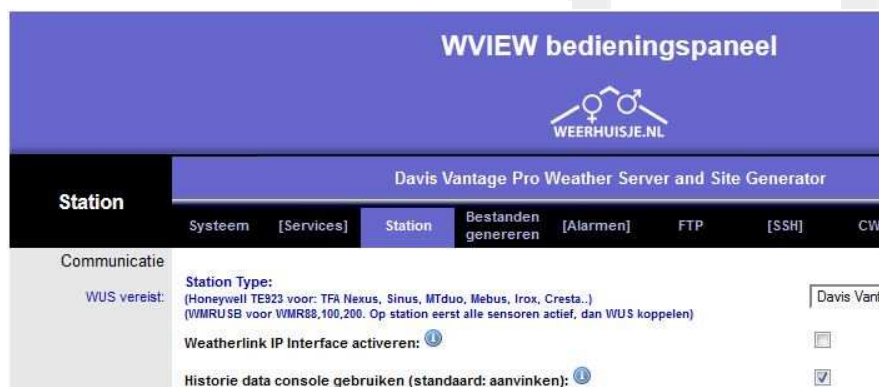 WVIEW bedieningspaneel
WEERHUISJE.NL
Station
Davis Vantage Pro Weather Server and Site Generator
Systeem [Services] Station Bestanden genereren [Alarmen] FTP [SSH] CW
Communicatie
WUS vereist:
Station Type:
(Honeywell TE923 voor: TFA Nexus, Sinus, MTduo, Mebus, Irox, Cresta..)
(WMRUSB voor WMR88,100,200. Op station eerst alle sensoren actief, dan WUS koppelen)
Davis Vant
Weatherlink IP Interface activeren:
Historie data console gebruiken (standaard: aanvinken):